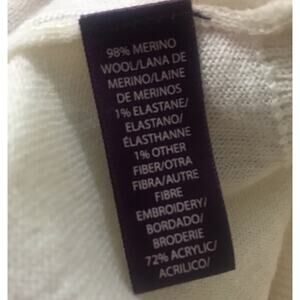 98% MERINO
WOOL/LANA DE
MERINO/LAINE
DE MERINOS
1% ELASTANE/
ELASTANO/
ÉLASTHANNE
1% OTHER
FIBER/OTRA
FIBRA/AUTRE
FIBRE
EMBROIDERY/
BORDADO/
BRODERIE
72% ACRYLIC/
ACRILICO/